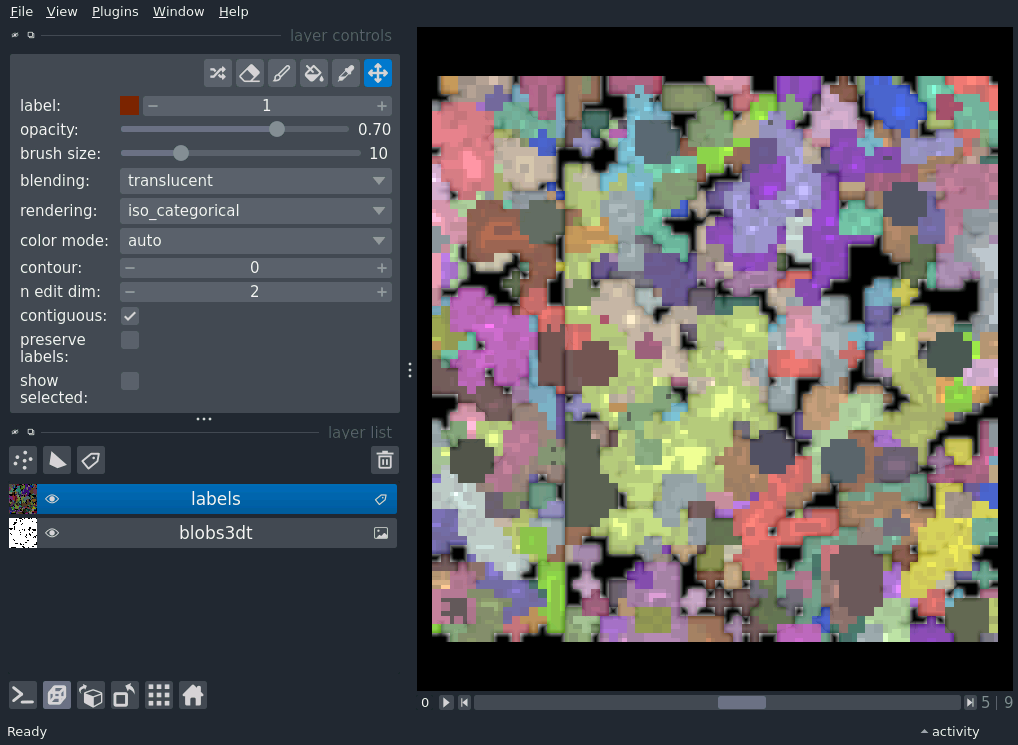 File View Plugins Window Help
layer controls
label: 1
opacity: 0.70
brush size: 10
blending: translucent
rendering: iso_categorical
color mode: auto
contour: 0
n edit dim: 2
contiguous:
preserve
labels:
show
selected:
layer list
labels
blobs3dt
0 5 | 9
Ready activity